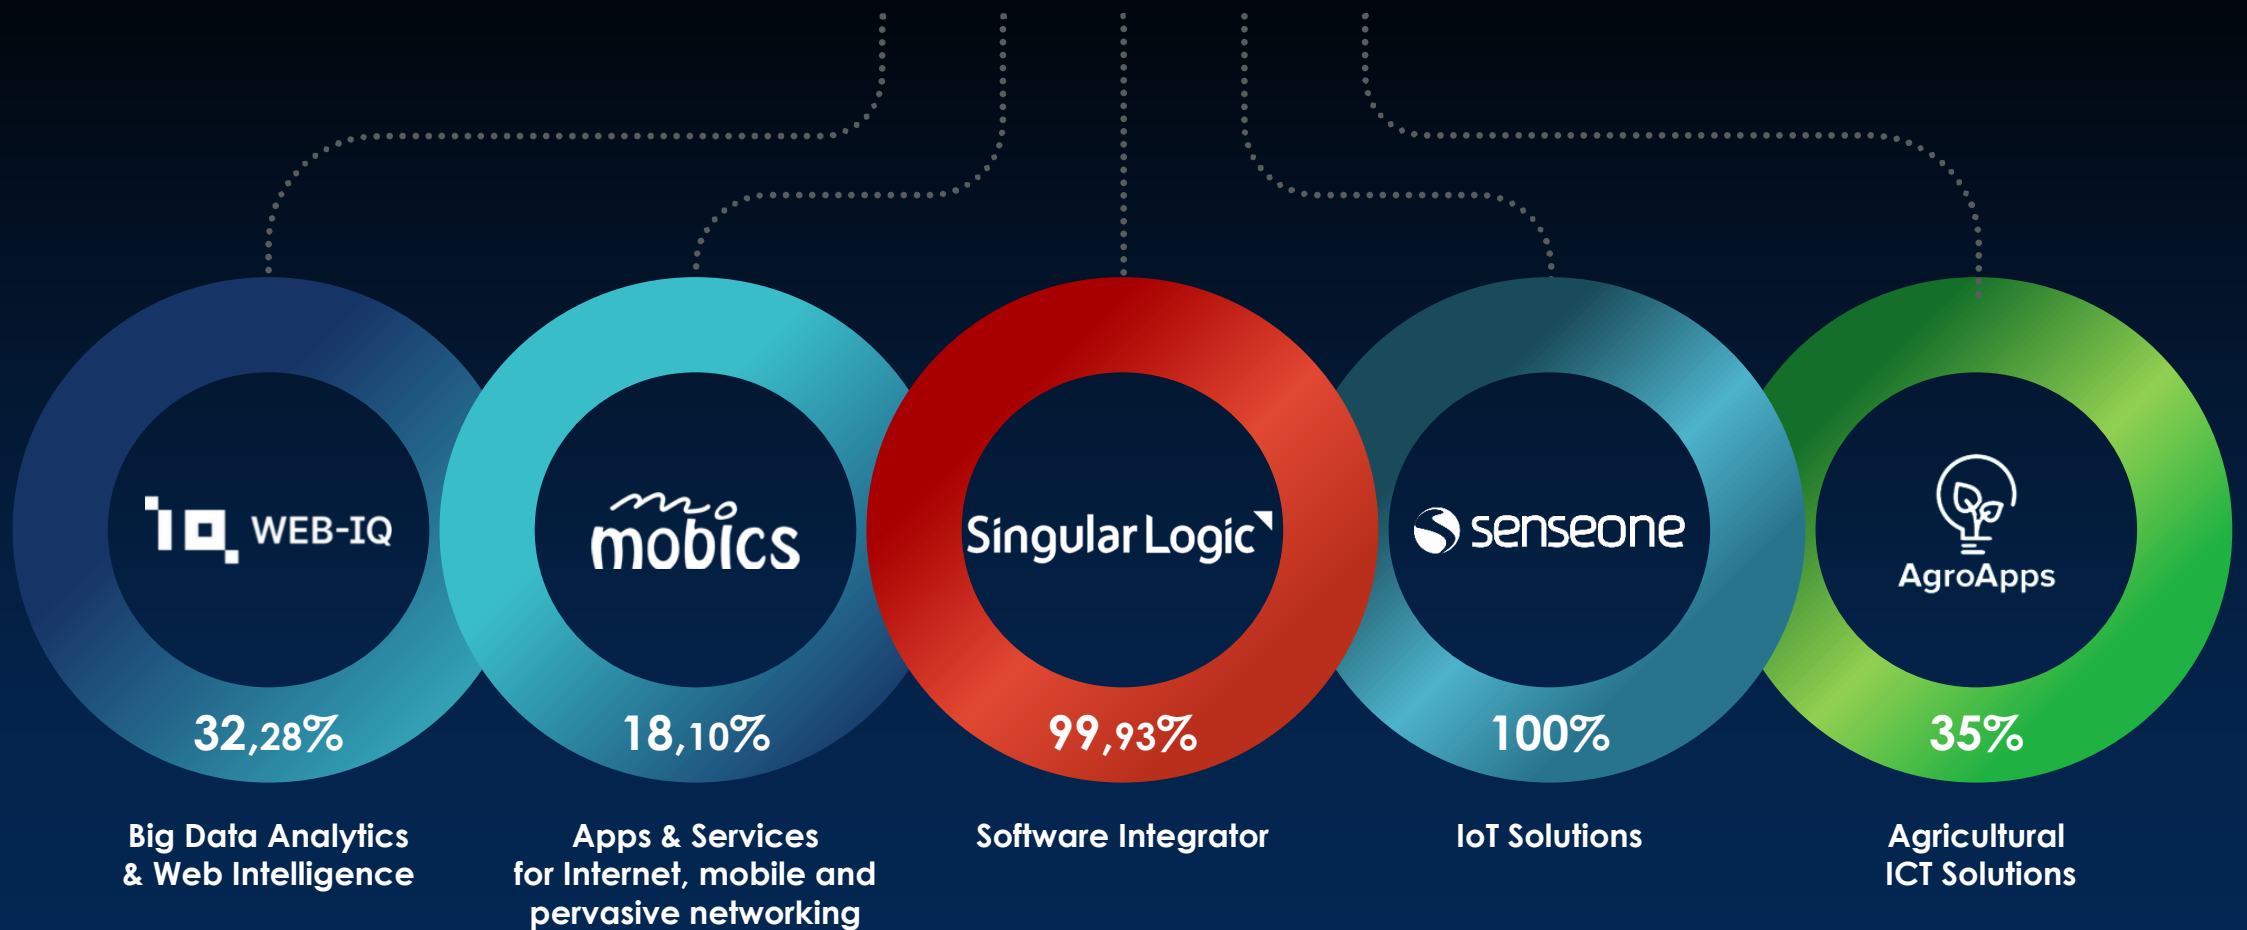 WEB-IQ
mobics
Singular Logic
senseone
AgroApps
32,28%
18,10%
99,93%
100%
35%
Big Data Analytics
& Web Intelligence
Apps & Services
for Internet, mobile and
pervasive networking
Software Integrator
IoT Solutions
Agricultural
ICT Solutions